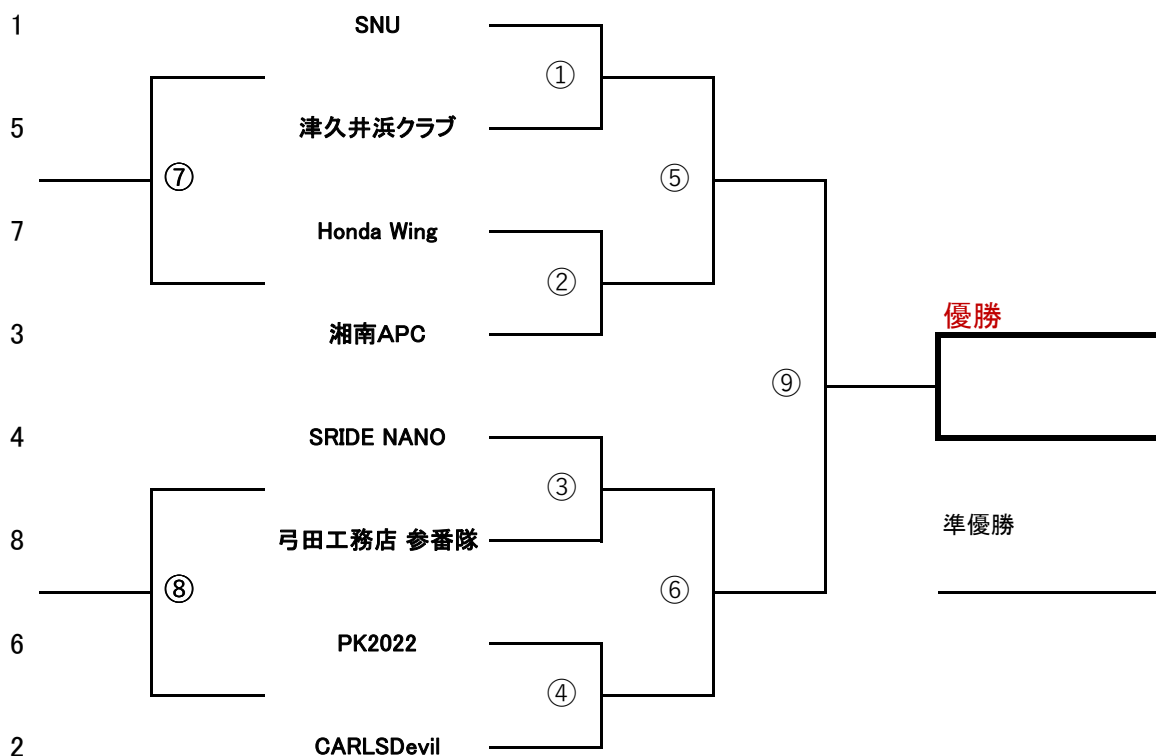 1 SNU
①
5 津久井浜クラブ
⑦ ⑤
7 Honda Wing
②
優勝
3 湘南APC
⑨
4 SRIDE NANO
③
準優勝
8 弓田工務店 参番隊
⑧ ⑥
6 PK2022
④
2 CARLSDevil